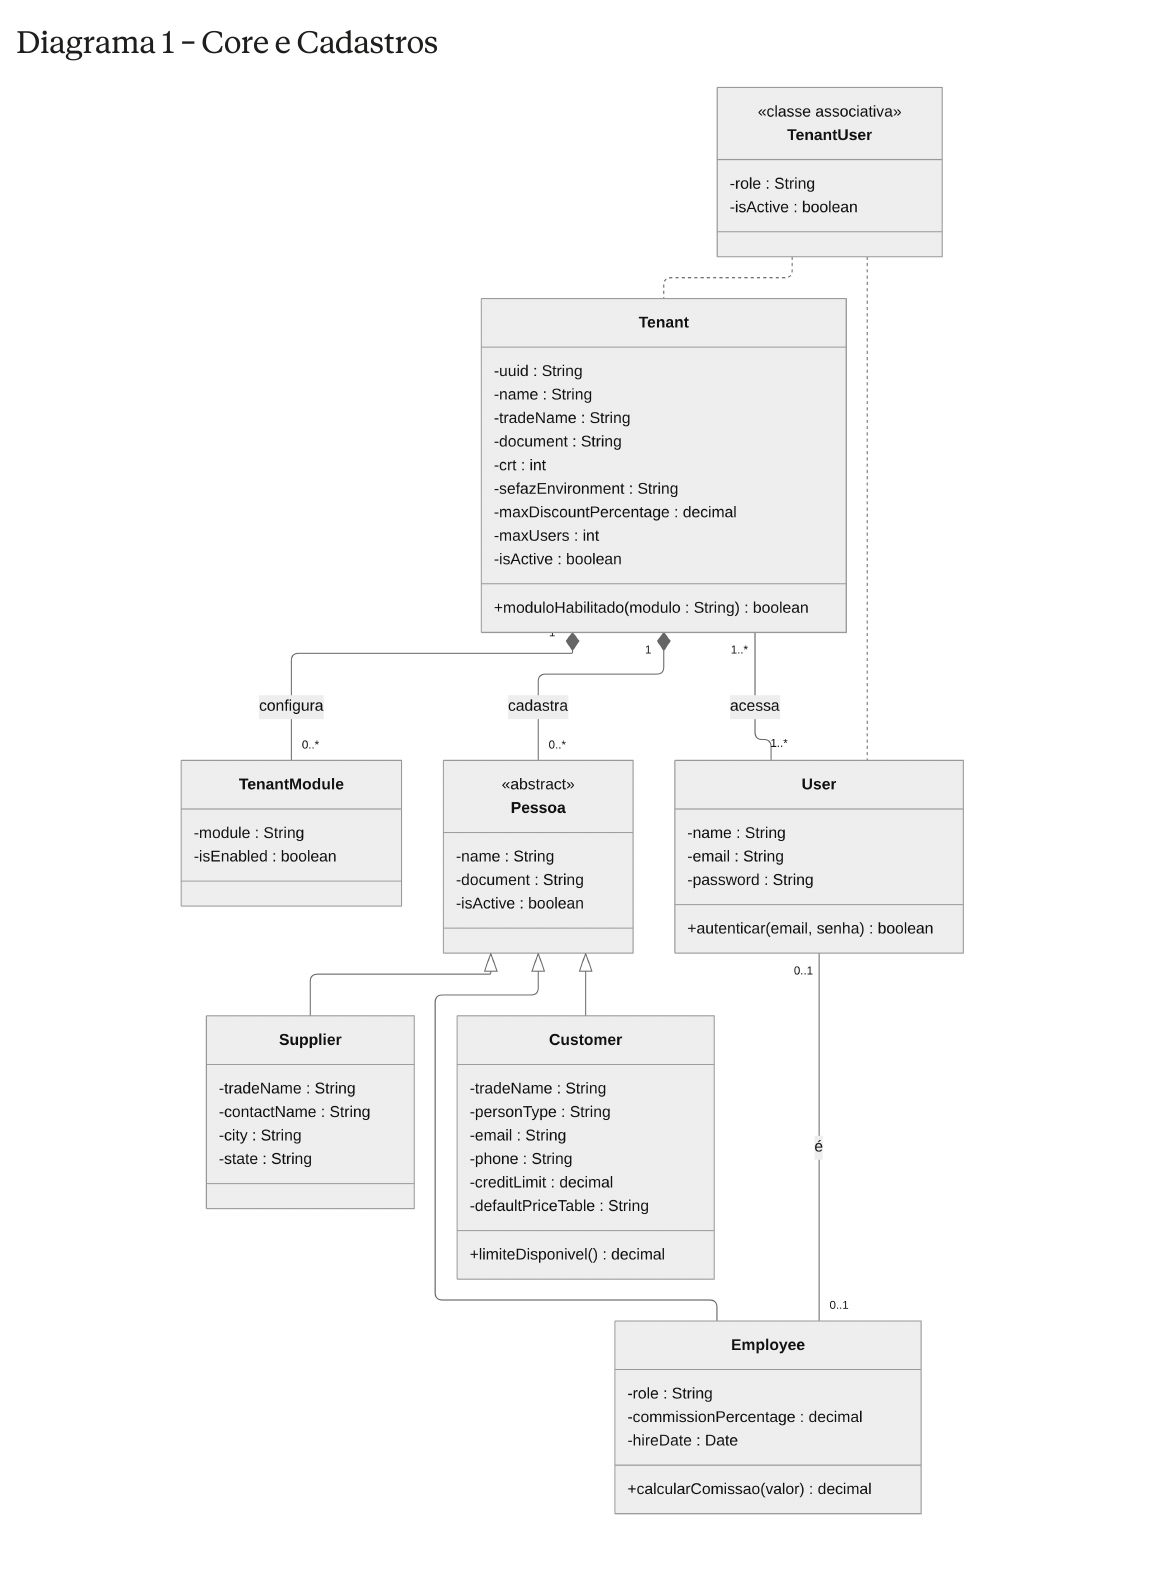 Diagrama 1 – Core e Cadastros
«classe associativa»
TenantUser
-role : String
-isActive : boolean
Tenant
-uuid : String
-name : String
-tradeName : String
-document : String
-crt : int
-sefazEnvironment : String
-maxDiscountPercentage : decimal
-maxUsers : int
-isActive : boolean
+moduloHabilitado(modulo : String) : boolean
1
1
1..*
configura
cadastra
acessa
0..*
0..*
1..*
TenantModule
-module : String
-isEnabled : boolean
«abstract»
Pessoa
-name : String
-document : String
-isActive : boolean
User
-name : String
-email : String
-password : String
+autenticar(email, senha) : boolean
0..1
Supplier
-tradeName : String
-contactName : String
-city : String
-state : String
Customer
-tradeName : String
-personType : String
-email : String
-phone : String
-creditLimit : decimal
-defaultPriceTable : String
+limiteDisponivel() : decimal
é
0..1
Employee
-role : String
-commissionPercentage : decimal
-hireDate : Date
+calcularComissao(valor) : decimal